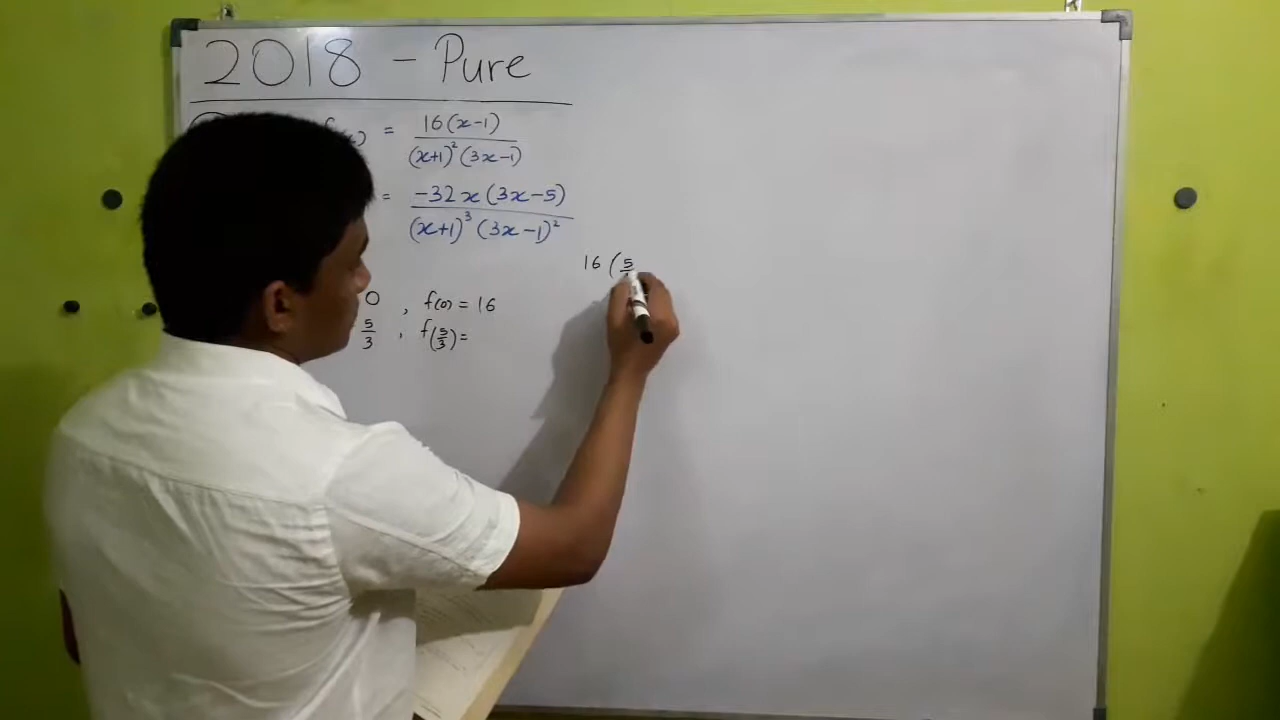 2018 - Pure
= 16(x-1) / (x+1)² (3x-1)
= -32x(3x-5) / (x+1)³ (3x-1)²
16 (5
0 , f(0) = 16
5/3 , f(5/3) =